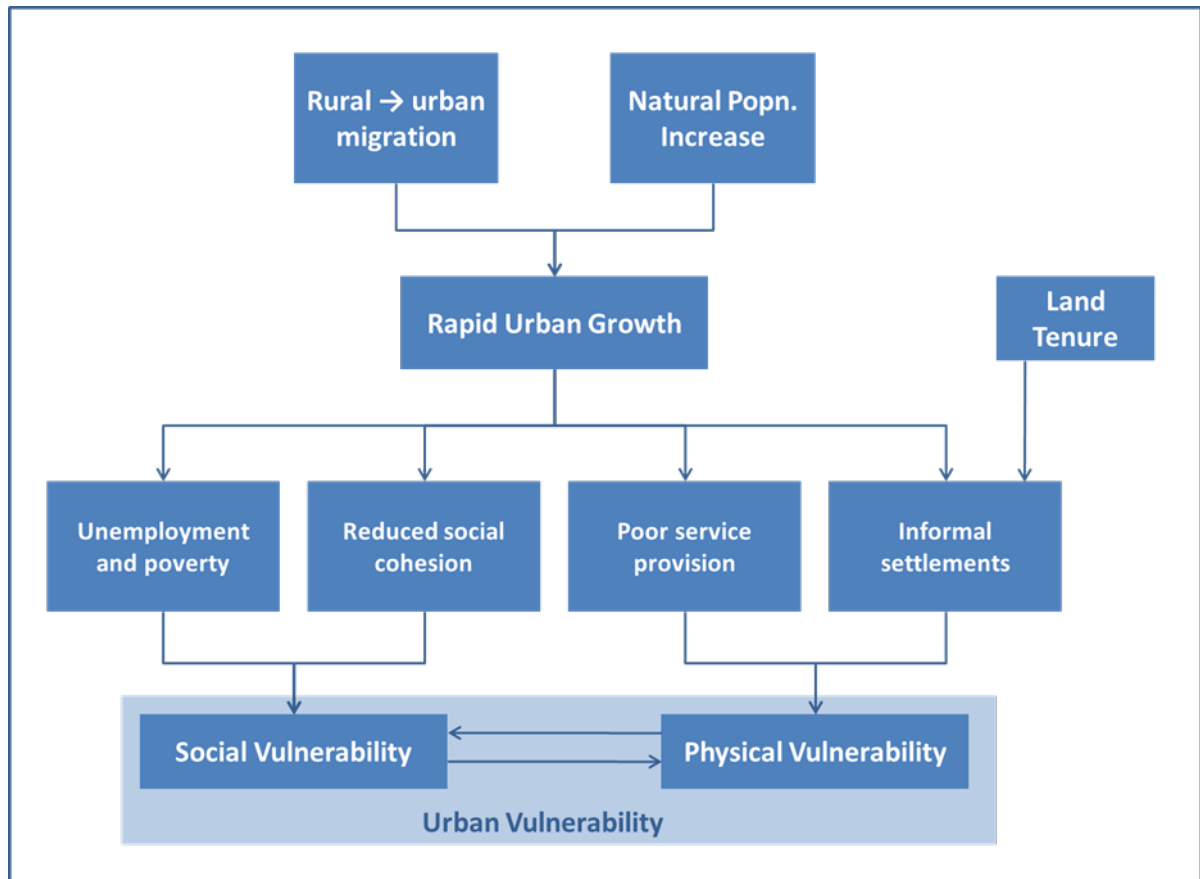 Rural → urban
migration
Natural Popn.
Increase
Rapid Urban Growth
Land
Tenure
Unemployment
and poverty
Reduced social
cohesion
Poor service
provision
Informal
settlements
Social Vulnerability
Physical Vulnerability
Urban Vulnerability